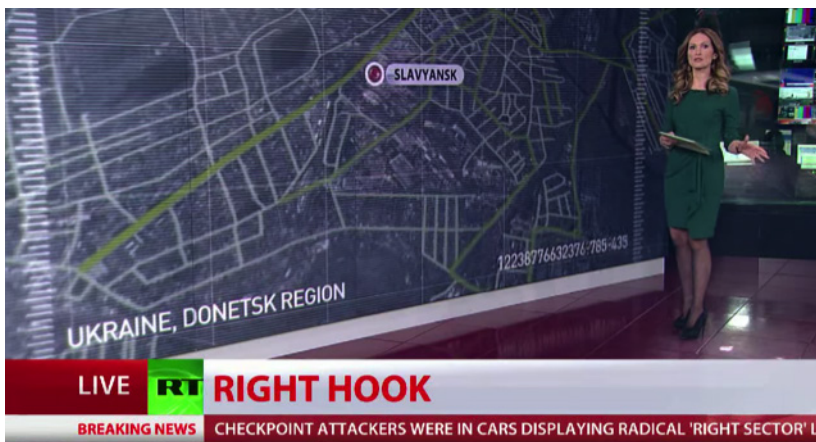 SLAVYANSK
12238776632376-785-435
UKRAINE, DONETSK REGION
LIVE RT RIGHT HOOK
BREAKING NEWS CHECKPOINT ATTACKERS WERE IN CARS DISPLAYING RADICAL 'RIGHT SECTOR'